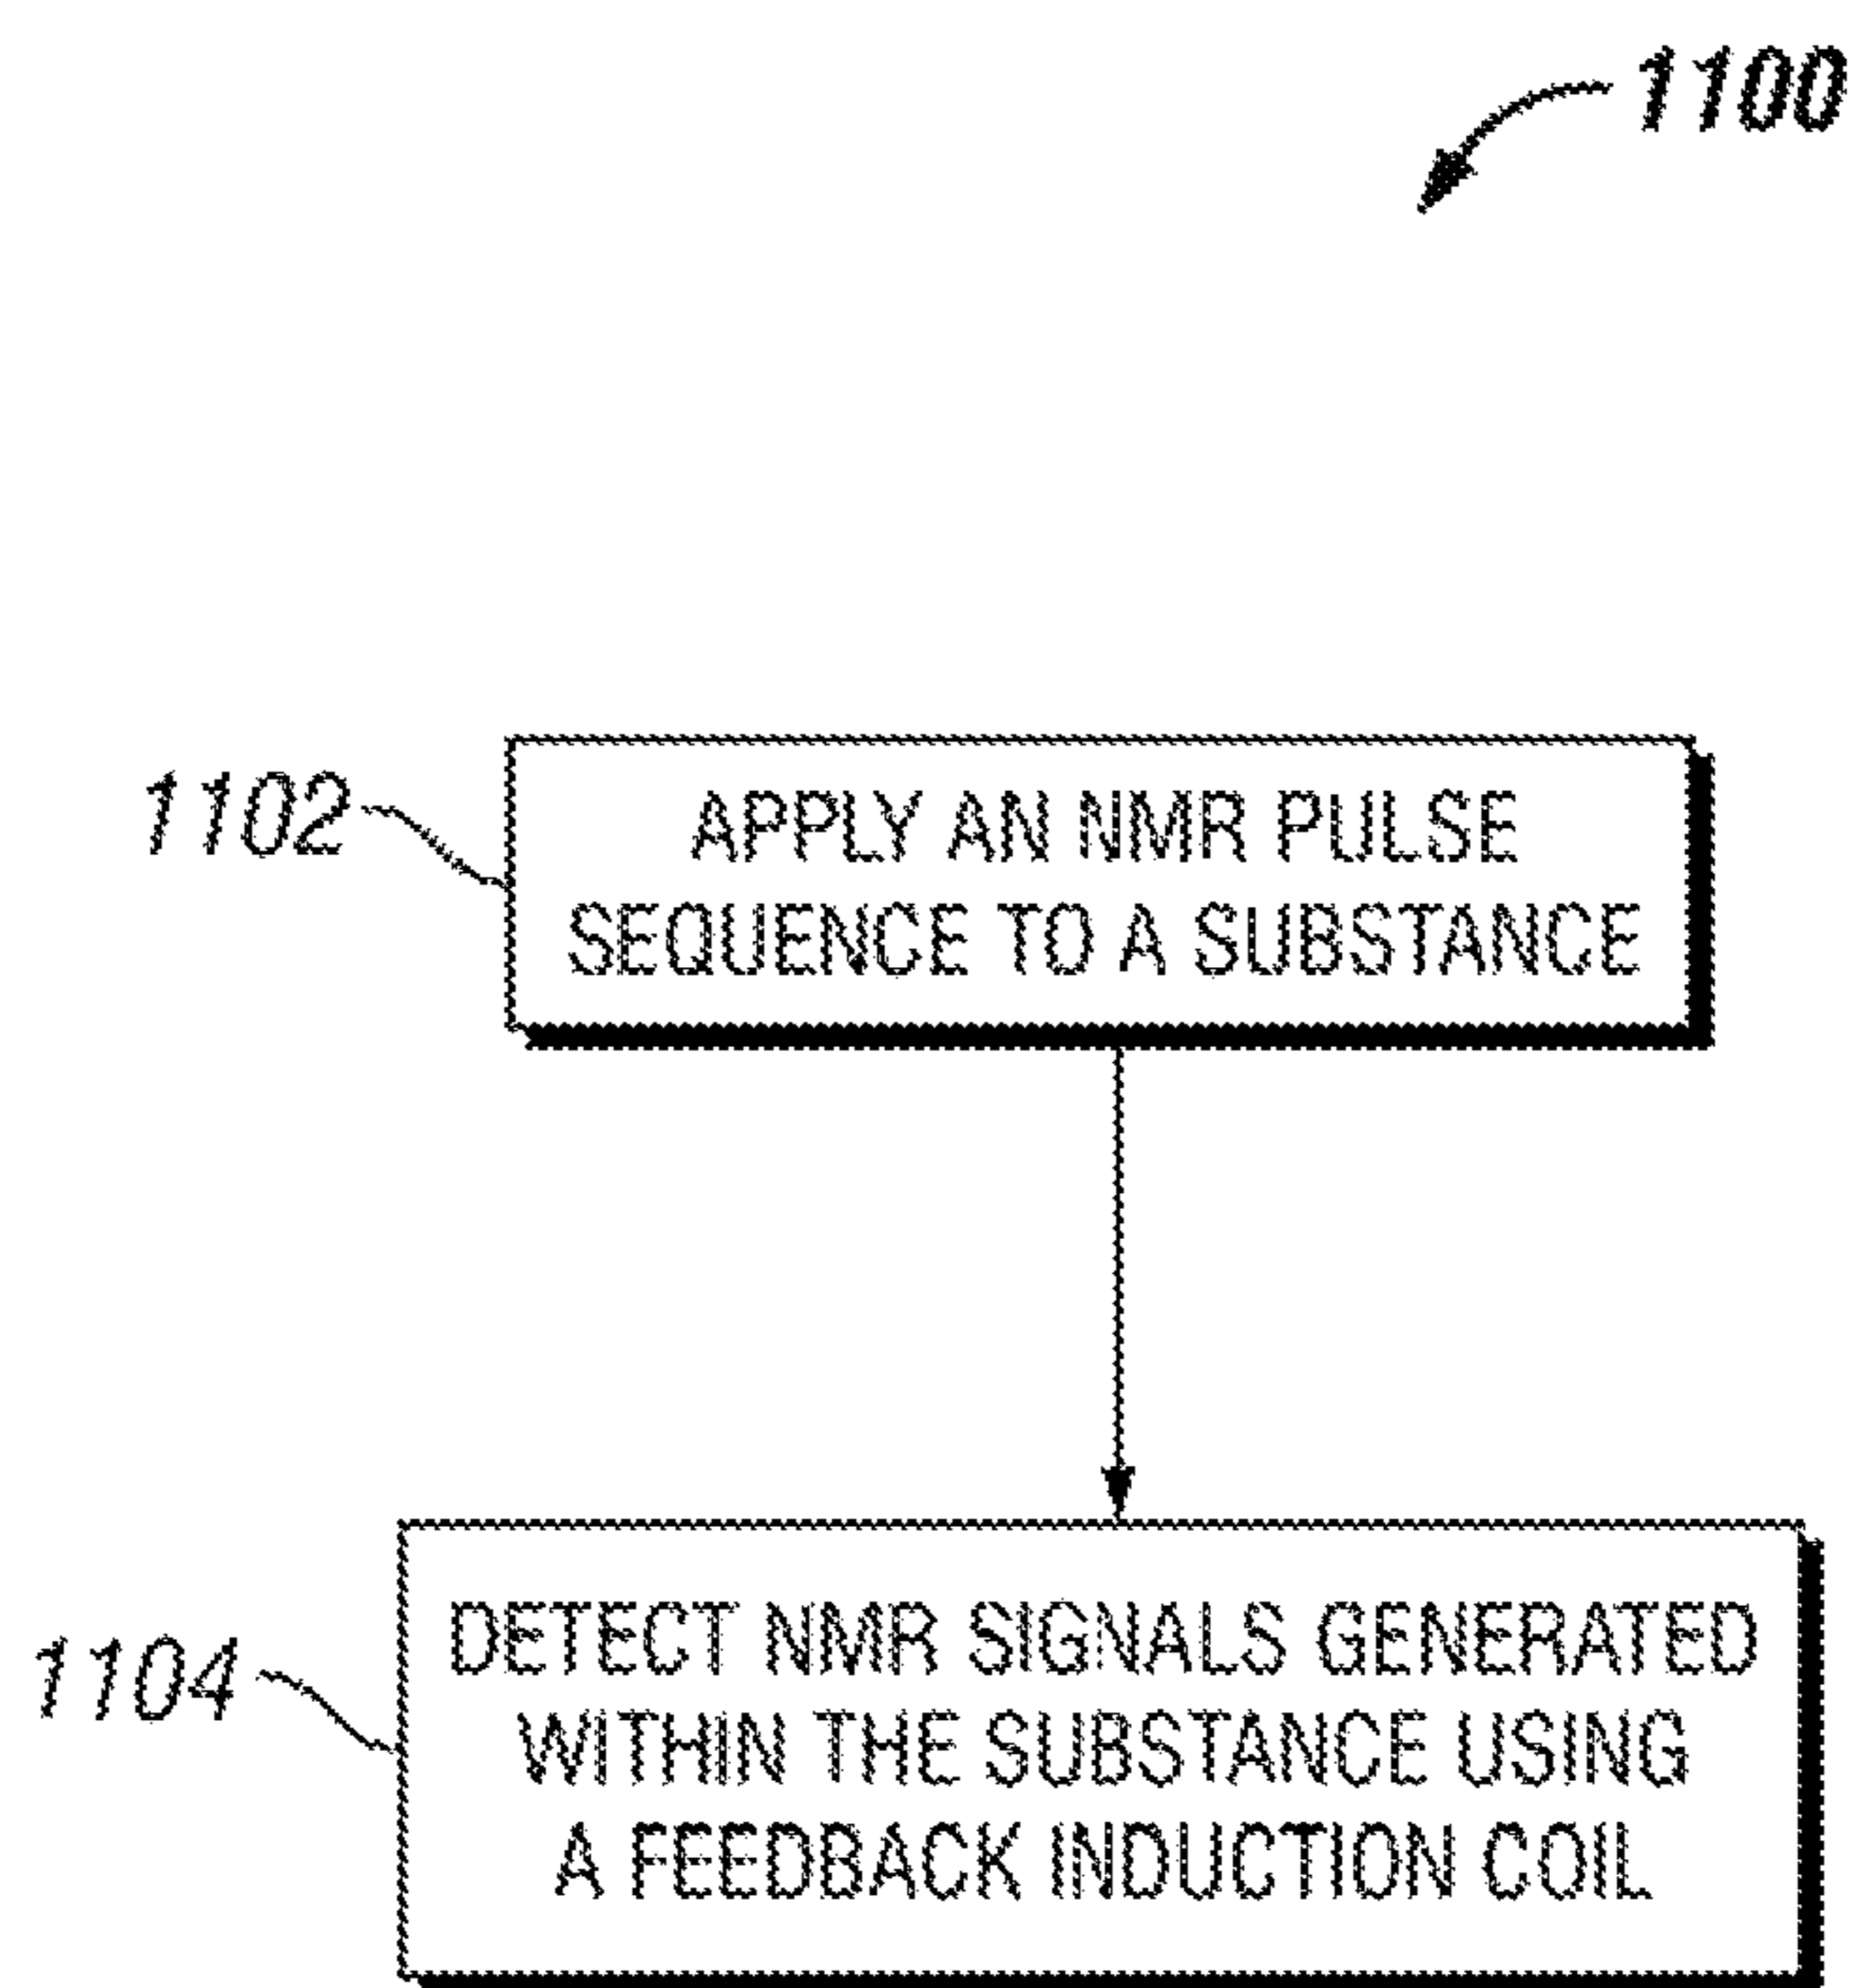 1100
1102
APPLY AN NMR PULSE
SEQUENCE TO A SUBSTANCE
1104
DETECT NMR SIGNALS GENERATED
WITHIN THE SUBSTANCE USING
A FEEDBACK INDUCTION COIL